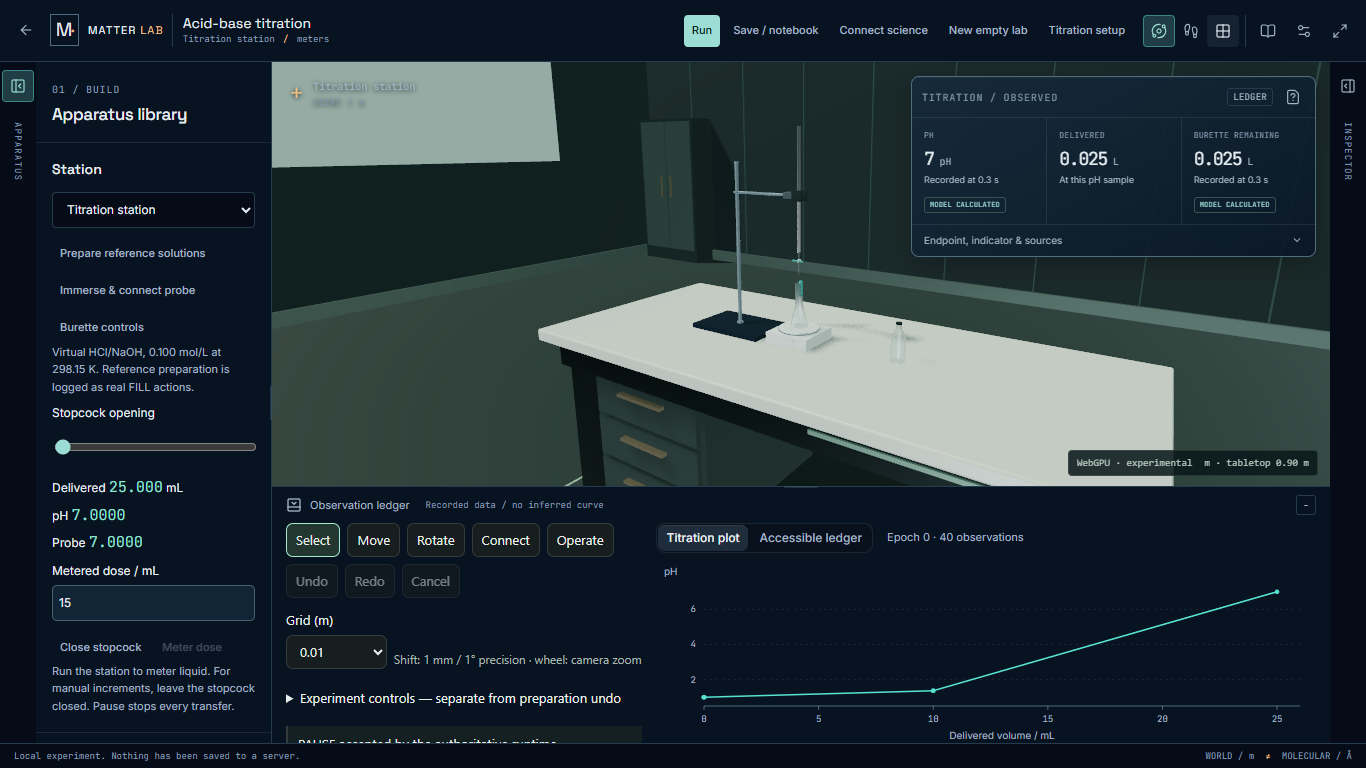 M
MATTER LAB
Acid-base titration
Titration station / meters
Run
Save / notebook
Connect science
New empty lab
Titration setup
APPARATUS
01 / BUILD
Apparatus library
Station
Titration station
Prepare reference solutions
Immerse & connect probe
Burette controls
Virtual HCl/NaOH, 0.100 mol/L at
298.15 K. Reference preparation is
logged as real FILL actions.
Stopcock opening
Delivered 25.000 mL
pH 7.0000
Probe 7.0000
Metered dose / mL
15
Close stopcock
Meter dose
Run the station to meter liquid. For
manual increments, leave the stopcock
closed. Pause stops every transfer.
Titration station
TITRATION / OBSERVED
LEDGER
PH
7 pH
Recorded at 0.3 s
MODEL CALCULATED
DELIVERED
0.025 L
At this pH sample
BURETTE REMAINING
0.025 L
Recorded at 0.3 s
MODEL CALCULATED
Endpoint, indicator & sources
WebGPU · experimental m · tabletop 0.90 m
INSPECTOR
Observation ledger
Recorded data / no inferred curve
-
Select
Move
Rotate
Connect
Operate
Undo
Redo
Cancel
Grid (m)
0.01
Shift: 1 mm / 1° precision · wheel: camera zoom
Experiment controls — separate from preparation undo
PAUSE accepted by the authoritative runtime
Titration plot
Accessible ledger
Epoch 0 · 40 observations
pH
6
4
2
0
5
10
15
20
25
Delivered volume / mL
Local experiment. Nothing has been saved to a server.
WORLD / m ≠ MOLECULAR / Å